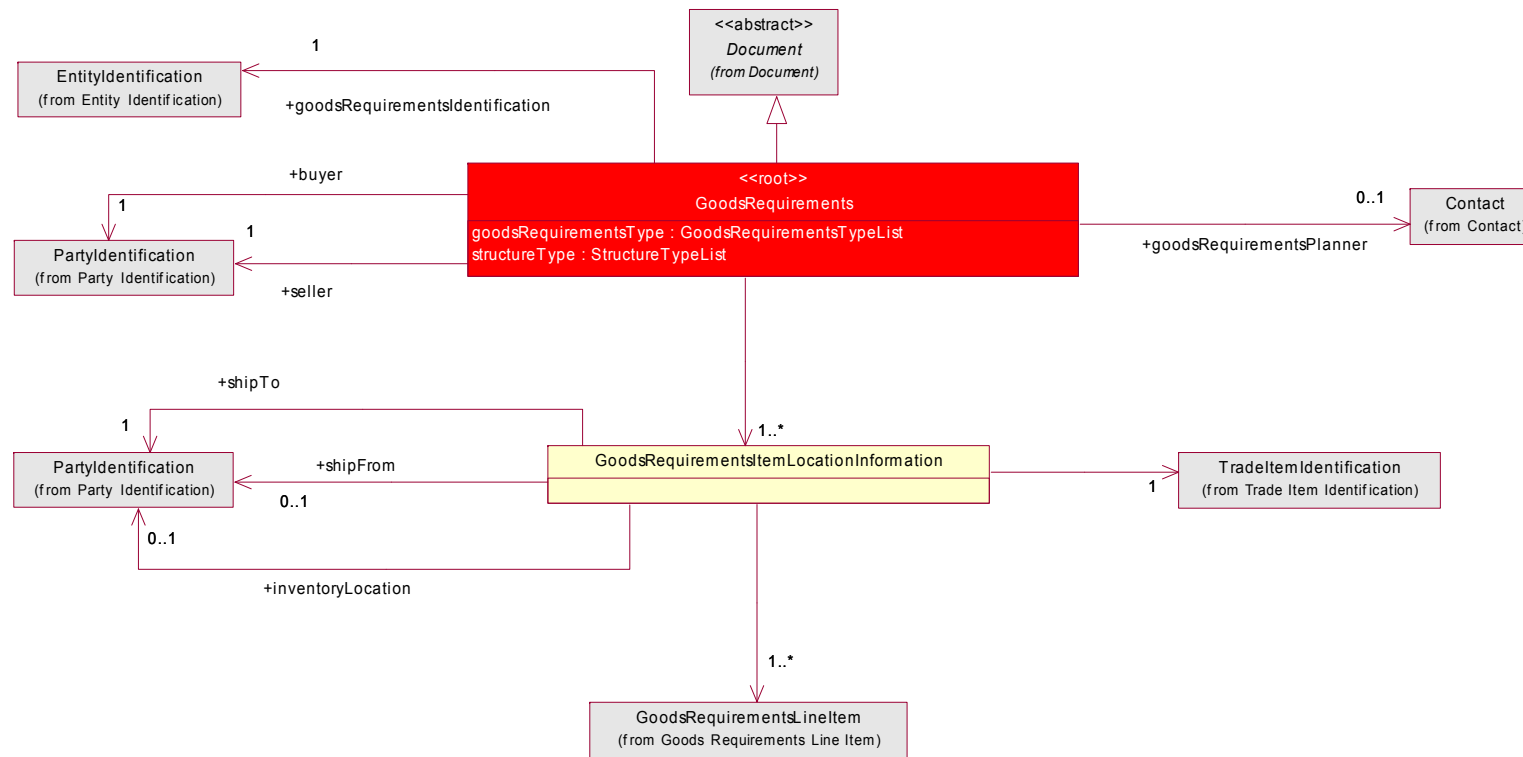 <<abstract>>
Document
(from Document)
1
EntityIdentification
(from Entity Identification)
+goodsRequirementsIdentification
+buyer
1
<<root>>
GoodsRequirements
goodsRequirementsType : GoodsRequirementsTypeList
structureType : StructureTypeList
0..1
Contact
(from Contact)
+goodsRequirementsPlanner
1
PartyIdentification
(from Party Identification)
+seller
+shipTo
1
1..*
PartyIdentification
(from Party Identification)
+shipFrom
0..1
GoodsRequirementsItemLocationInformation
TradeItemIdentification
(from Trade Item Identification)
1
0..1
+inventoryLocation
1..*
GoodsRequirementsLineItem
(from Goods Requirements Line Item)